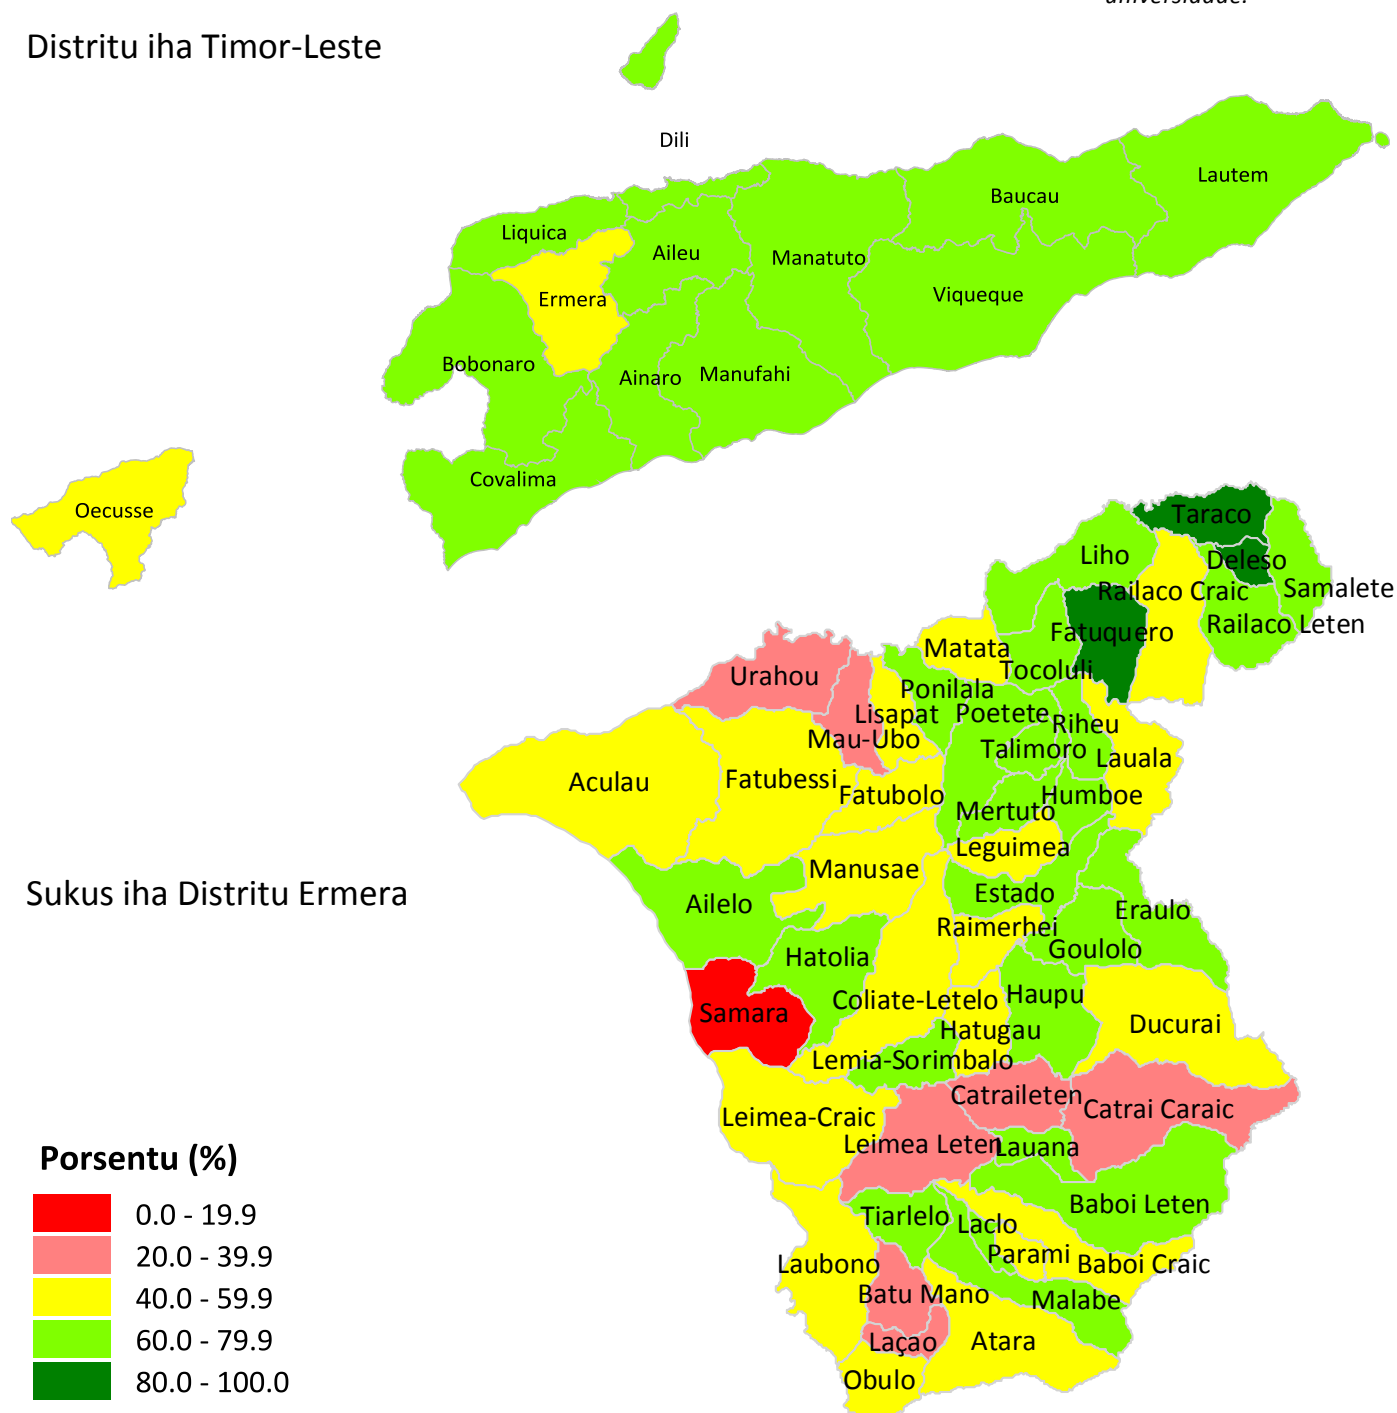 universidade.
Distritu iha Timor-Leste
Dili
Lautem
Baucau
Liquica
Aileu
Manatuto
Viqueque
Ermera
Bobonaro
Ainaro
Manufahi
Covalima
Oecusse
Taraco
Liho
Deleso
Railaco Craic
Samalete
Fatuquero
Railaco Leten
Matata
Tocoluli
Urahou
Ponilala
Lisapat
Poetete
Riheu
Mau-Ubo
Talimoro
Lauala
Aculau
Fatubessi
Fatubolo
Humboe
Mertuto
Leguimea
Manusae
Sukus iha Distritu Ermera
Estado
Ailelo
Eraulo
Raimerhei
Goulolo
Hatolia
Haupu
Coliate-Letelo
Samara
Hatugau
Ducurai
Lemia-Sorimbalo
Catraileten
Catrai Caraic
Leimea-Craic
Leimea Leten
Lauana
Baboi Leten
Tiarlelo
Laclo
Parami
Laubono
Baboi Craic
Batu Mano
Malabe
Laçao
Atara
Obulo
Porsentu (%)
0.0 - 19.9
20.0 - 39.9
40.0 - 59.9
60.0 - 79.9
80.0 - 100.0